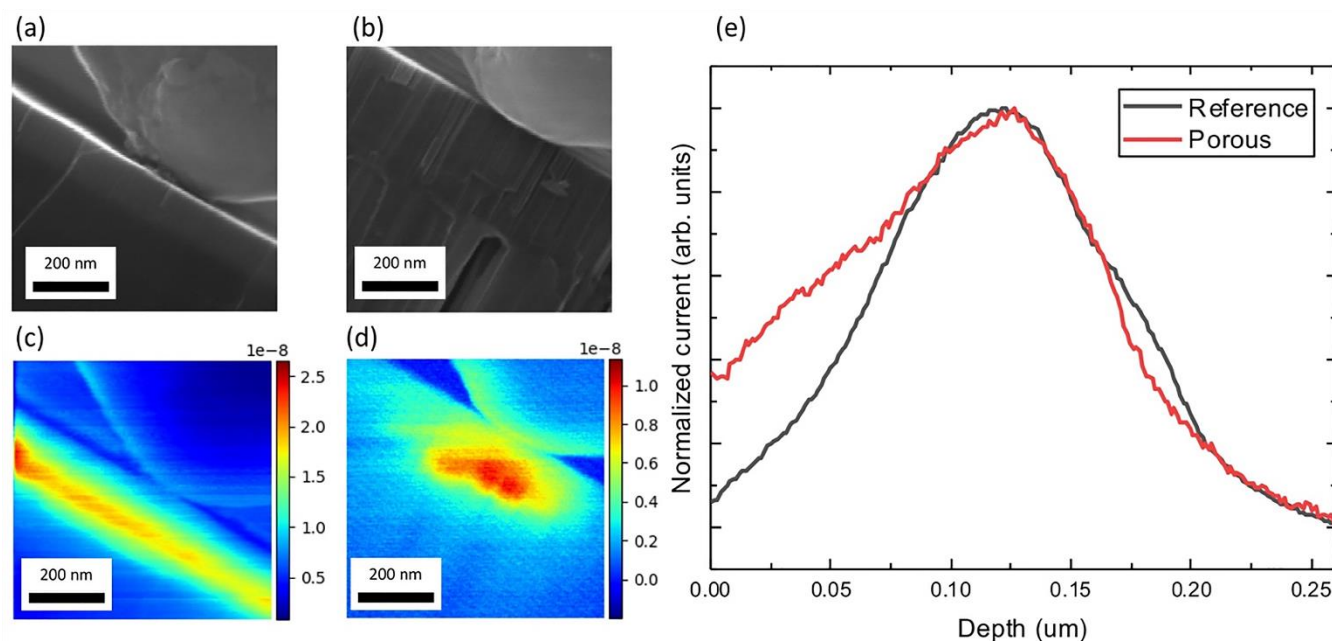 (a)
(b)
(e)
200 nm
200 nm
Reference
Porous
Normalized current (arb. units)
0.00
0.05
0.10
0.15
0.20
0.25
Depth (um)
(c)
(d)
1e-8
1e-8
2.5
2.0
1.5
1.0
0.5
200 nm
1.0
0.8
0.6
0.4
0.2
0.0
200 nm